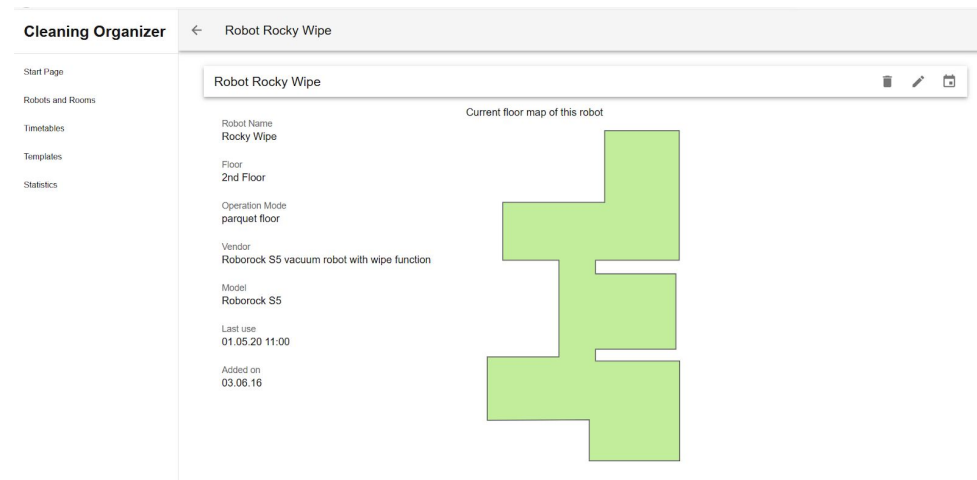 Cleaning Organizer
Robot Rocky Wipe
Start Page
Robots and Rooms
Timetables
Templates
Statistics
Robot Rocky Wipe
Current floor map of this robot
Robot Name
Rocky Wipe
Floor
2nd Floor
Operation Mode
parquet floor
Vendor
Roborock S5 vacuum robot with wipe function
Model
Roborock S5
Last use
01.05.20 11:00
Added on
03.06.16